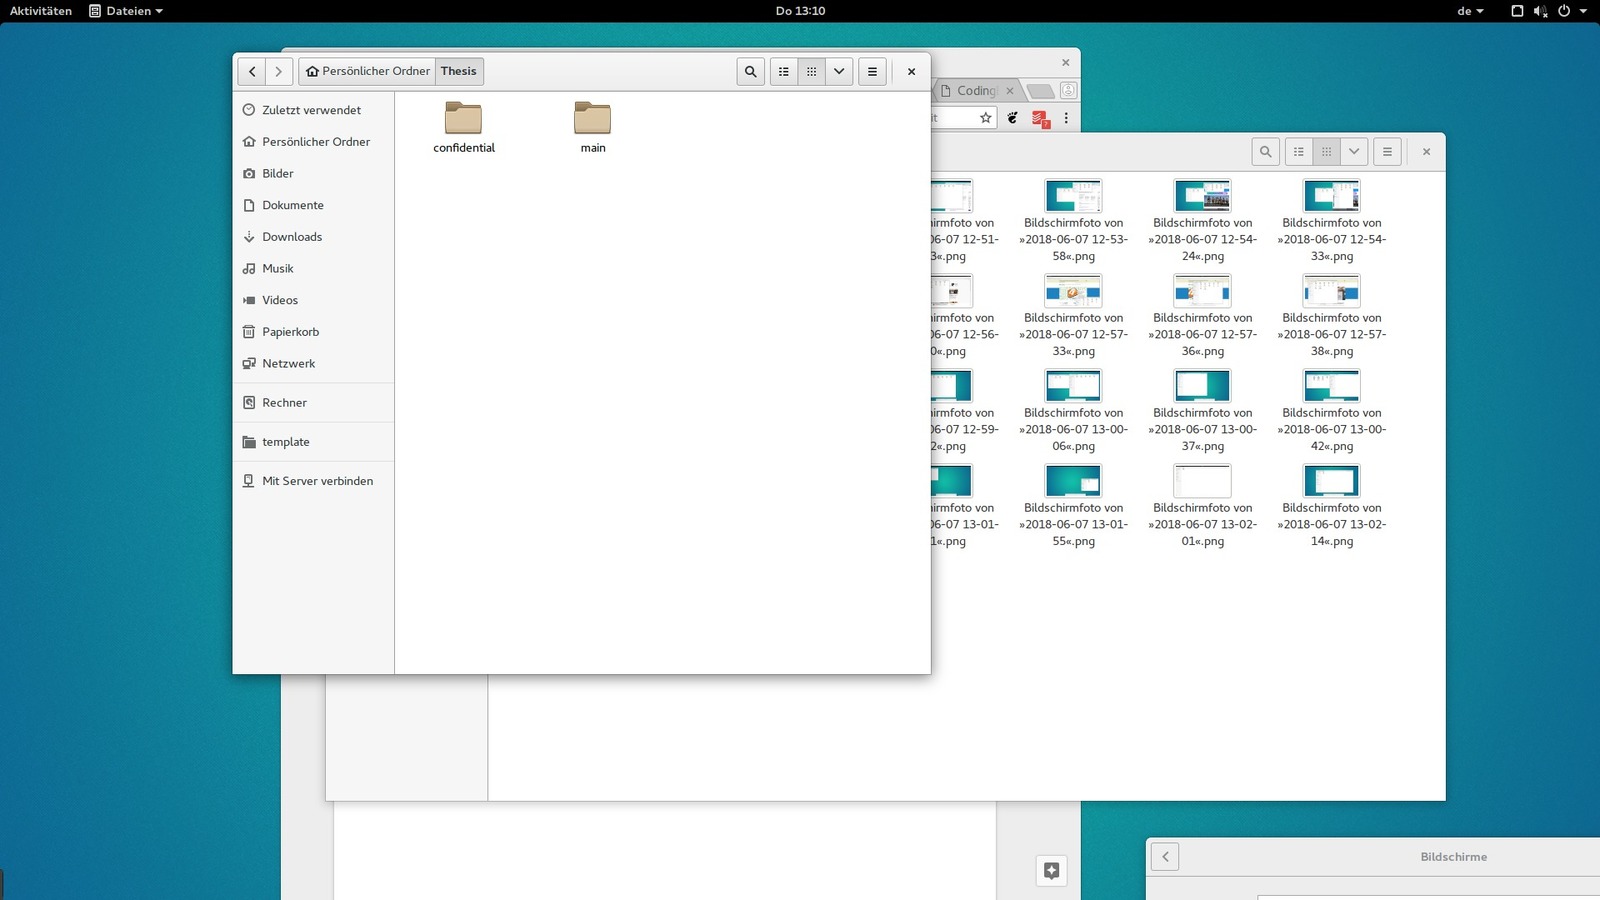 Aktivitäten Dateien Do 13:10 de
Persönlicher Ordner Thesis
Zuletzt verwendet
Persönlicher Ordner
Bilder
Dokumente
Downloads
Musik
Videos
Papierkorb
Netzwerk
Rechner
template
Mit Server verbinden
confidential main
Coding
it
7
irmfoto von Bildschirmfoto von Bildschirmfoto von Bildschirmfoto von
06-07 12-51- »2018-06-07 12-53- »2018-06-07 12-54- »2018-06-07 12-54-
3«.png 58«.png 24«.png 33«.png
irmfoto von Bildschirmfoto von Bildschirmfoto von Bildschirmfoto von
06-07 12-56- »2018-06-07 12-57- »2018-06-07 12-57- »2018-06-07 12-57-
0«.png 33«.png 36«.png 38«.png
irmfoto von Bildschirmfoto von Bildschirmfoto von Bildschirmfoto von
06-07 12-59- »2018-06-07 13-00- »2018-06-07 13-00- »2018-06-07 13-00-
2«.png 06«.png 37«.png 42«.png
irmfoto von Bildschirmfoto von Bildschirmfoto von Bildschirmfoto von
06-07 13-01- »2018-06-07 13-01- »2018-06-07 13-02- »2018-06-07 13-02-
1«.png 55«.png 01«.png 14«.png
Bildschirme